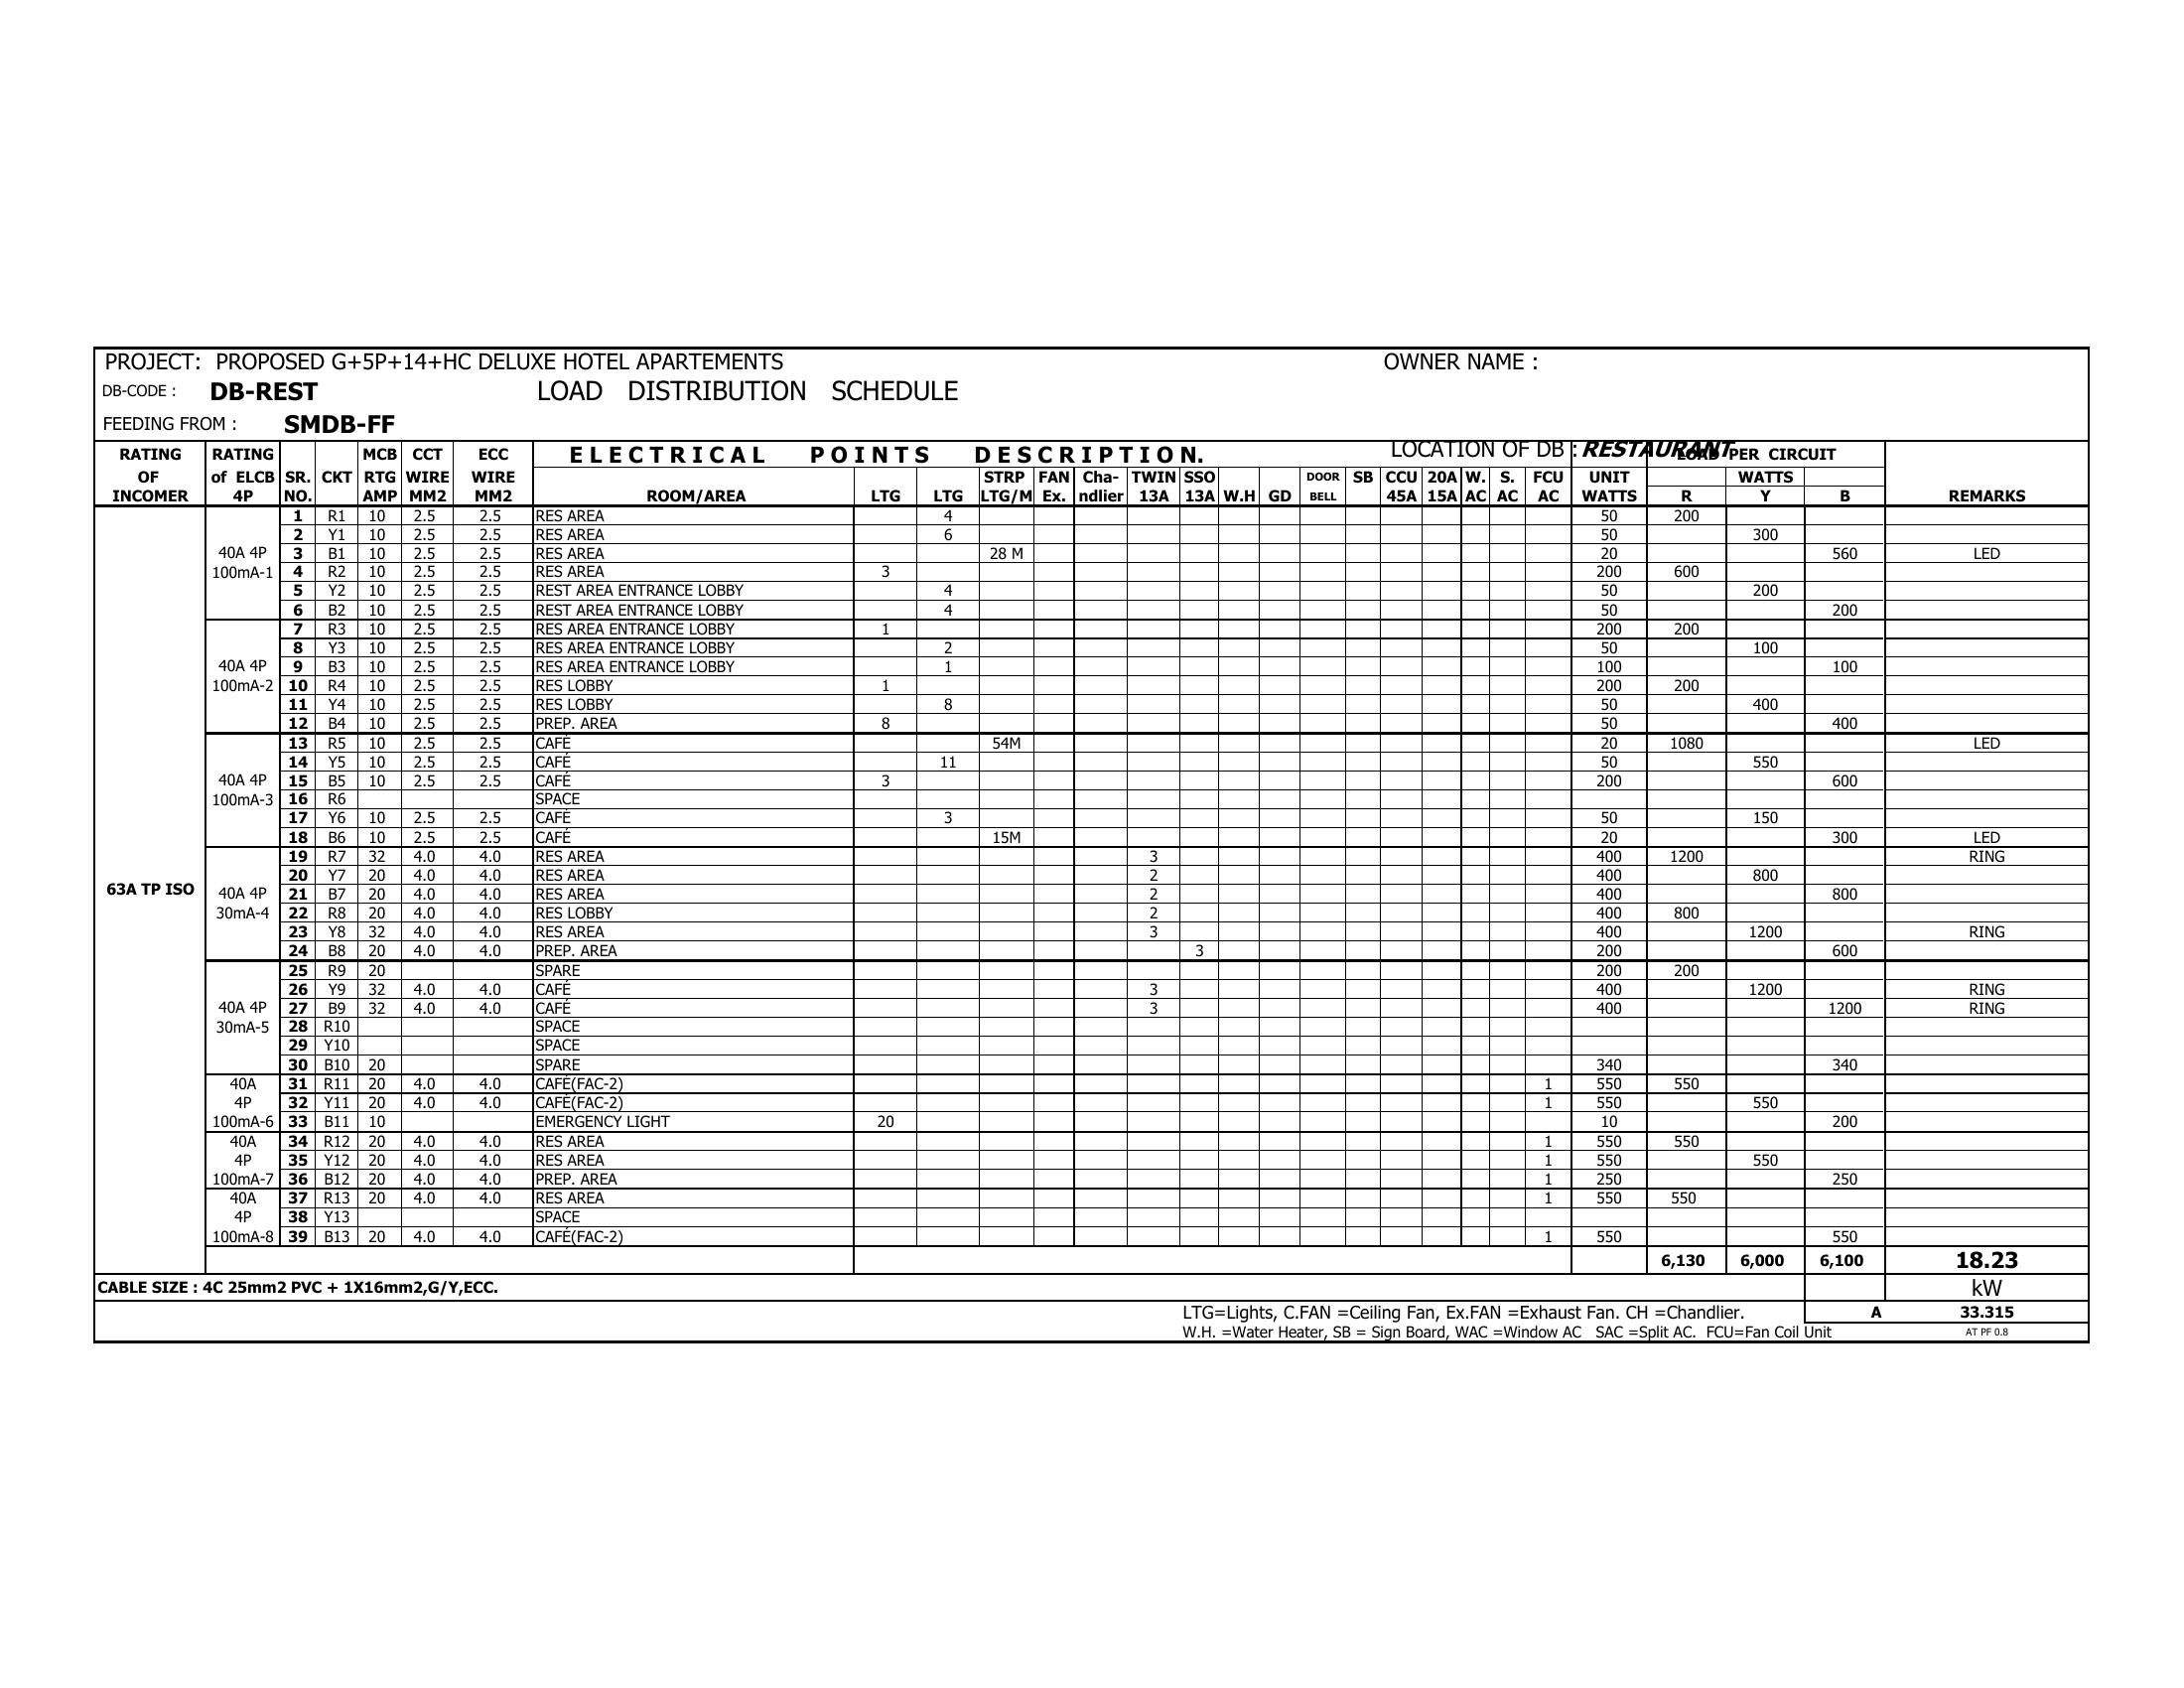 PROJECT: PROPOSED G+5P+14+HC DELUXE HOTEL APARTEMENTS OWNER NAME :
DB-CODE : DB-REST LOAD DISTRIBUTION SCHEDULE
FEEDING FROM : SMDB-FF
LOCATION OF DB : RESTAURANT
RATING RATING MCB CCT ECC ELECTRICAL POINTS DESCRIPTION. LOAD PER CIRCUIT
OF of ELCB SR. CKT RTG WIRE WIRE STRP FAN Cha- TWIN SSO DOOR SB CCU 20A W. S. FCU UNIT WATTS
INCOMER 4P NO. AMP MM2 MM2 ROOM/AREA LTG LTG LTG/M Ex. ndlier 13A 13A W.H GD BELL 45A 15A AC AC AC WATTS R Y B REMARKS
1 R1 10 2.5 2.5 RES AREA 4 50 200
2 Y1 10 2.5 2.5 RES AREA 6 50 300
40A 4P 3 B1 10 2.5 2.5 RES AREA 28 M 20 560 LED
100mA-1 4 R2 10 2.5 2.5 RES AREA 3 200 600
5 Y2 10 2.5 2.5 REST AREA ENTRANCE LOBBY 4 50 200
6 B2 10 2.5 2.5 REST AREA ENTRANCE LOBBY 4 50 200
7 R3 10 2.5 2.5 RES AREA ENTRANCE LOBBY 1 200 200
8 Y3 10 2.5 2.5 RES AREA ENTRANCE LOBBY 2 50 100
40A 4P 9 B3 10 2.5 2.5 RES AREA ENTRANCE LOBBY 1 100 100
100mA-2 10 R4 10 2.5 2.5 RES LOBBY 1 200 200
11 Y4 10 2.5 2.5 RES LOBBY 8 50 400
12 B4 10 2.5 2.5 PREP. AREA 8 50 400
13 R5 10 2.5 2.5 CAFÉ 54M 20 1080 LED
14 Y5 10 2.5 2.5 CAFÉ 11 50 550
40A 4P 15 B5 10 2.5 2.5 CAFÉ 3 200 600
100mA-3 16 R6 SPACE
17 Y6 10 2.5 2.5 CAFÉ 3 50 150
18 B6 10 2.5 2.5 CAFÉ 15M 20 300 LED
19 R7 32 4.0 4.0 RES AREA 3 400 1200 RING
20 Y7 20 4.0 4.0 RES AREA 2 400 800
63A TP ISO 40A 4P 21 B7 20 4.0 4.0 RES AREA 2 400 800
30mA-4 22 R8 20 4.0 4.0 RES LOBBY 2 400 800
23 Y8 32 4.0 4.0 RES AREA 3 400 1200 RING
24 B8 20 4.0 4.0 PREP. AREA 3 200 600
25 R9 20 SPARE 200 200
26 Y9 32 4.0 4.0 CAFÉ 3 400 1200 RING
40A 4P 27 B9 32 4.0 4.0 CAFÉ 3 400 1200 RING
30mA-5 28 R10 SPACE
29 Y10 SPACE
30 B10 20 SPARE 340 340
40A 31 R11 20 4.0 4.0 CAFÉ(FAC-2) 1 550 550
4P 32 Y11 20 4.0 4.0 CAFÉ(FAC-2) 1 550 550
100mA-6 33 B11 10 EMERGENCY LIGHT 20 10 200
40A 34 R12 20 4.0 4.0 RES AREA 1 550 550
4P 35 Y12 20 4.0 4.0 RES AREA 1 550 550
100mA-7 36 B12 20 4.0 4.0 PREP. AREA 1 250 250
40A 37 R13 20 4.0 4.0 RES AREA 1 550 550
4P 38 Y13 SPACE
100mA-8 39 B13 20 4.0 4.0 CAFÉ(FAC-2) 1 550 550
6,130 6,000 6,100 18.23
CABLE SIZE : 4C 25mm2 PVC + 1X16mm2,G/Y,ECC. kW
LTG=Lights, C.FAN =Ceiling Fan, Ex.FAN =Exhaust Fan. CH =Chandlier. A 33.315
W.H. =Water Heater, SB = Sign Board, WAC =Window AC SAC =Split AC. FCU=Fan Coil Unit AT PF 0.8